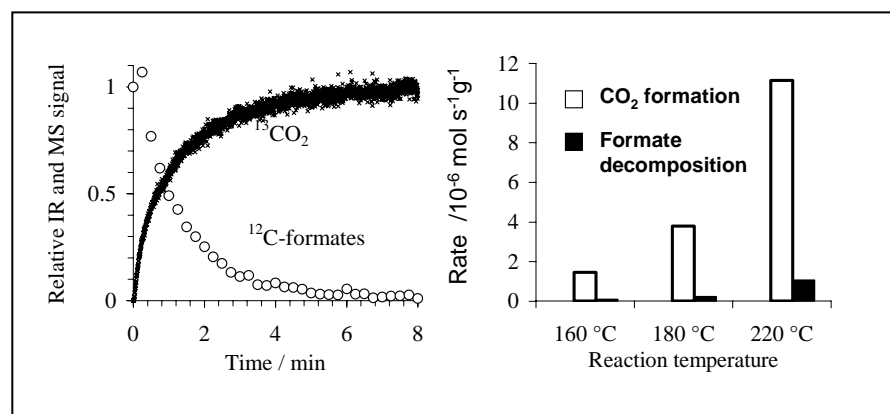 Relative IR and MS signal
1
0.5
0
¹³CO₂
¹²C-formates
0
2
4
6
8
Time / min
Rate /10⁻⁶ mol s⁻¹g⁻¹
12
10
8
6
4
2
0
CO₂ formation
Formate
decomposition
160 °C
180 °C
220 °C
Reaction temperature